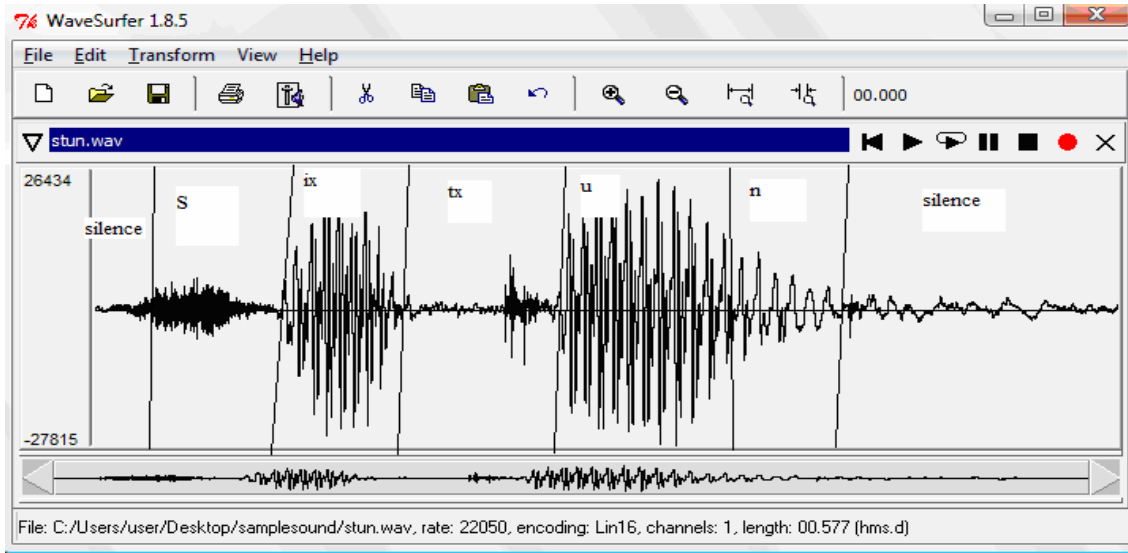 WaveSurfer 1.8.5
File Edit Transform View Help
00.000
stun.wav
26434
silence
S
ix
tx
u
n
silence
-27815
File: C:/Users/user/Desktop/samplesound/stun.wav, rate: 22050, encoding: Lin16, channels: 1, length: 00.577 (hms.d)